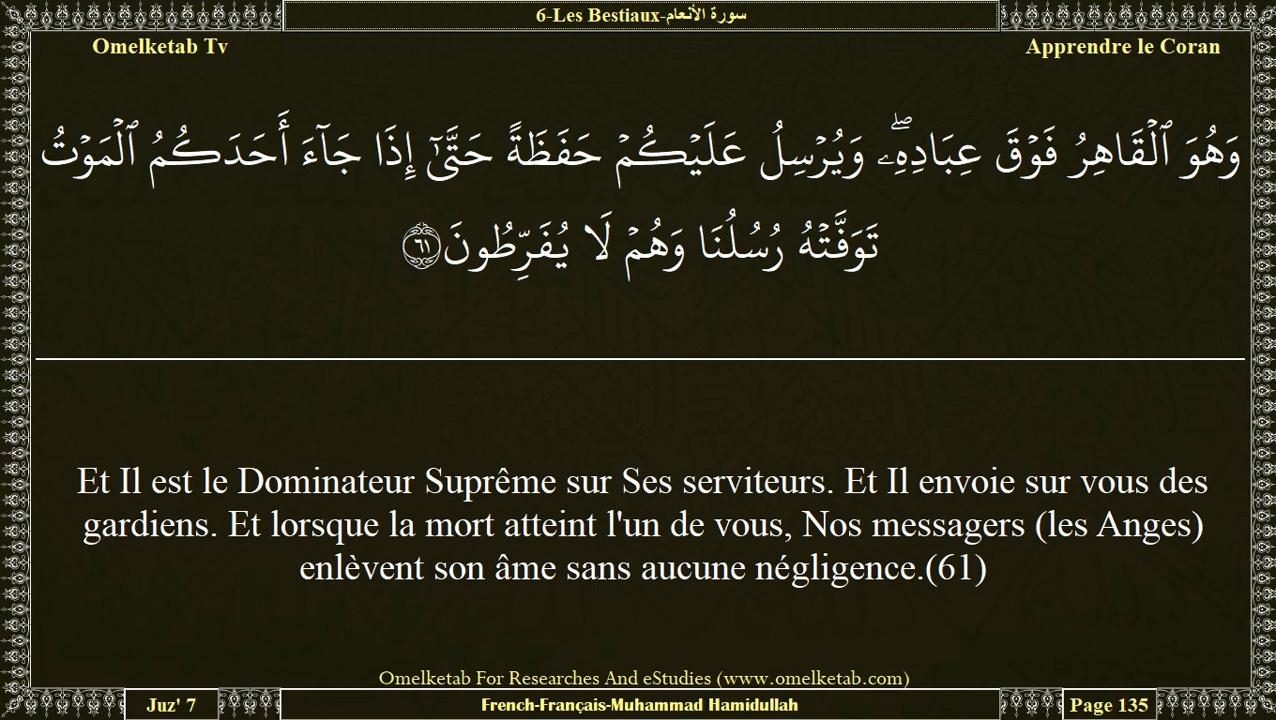 6-Les Bestiaux-سورة الأنعام
Omelketab Tv
Apprendre le Coran
وَهُوَ ٱلۡقَاهِرُ فَوۡقَ عِبَادِهِۦۖ وَيُرۡسِلُ عَلَيۡكُمۡ حَفَظَةً حَتَّىٰٓ إِذَا جَآءَ أَحَدَكُمُ ٱلۡمَوۡتُ
تَوَفَّتۡهُ رُسُلُنَا وَهُمۡ لَا يُفَرِّطُونَ ٦١
Et Il est le Dominateur Suprême sur Ses serviteurs. Et Il envoie sur vous des
gardiens. Et lorsque la mort atteint l'un de vous, Nos messagers (les Anges)
enlèvent son âme sans aucune négligence.(61)
Omelketab For Researches And eStudies (www.omelketab.com)
Juz' 7
French-Français-Muhammad Hamidullah
Page 135